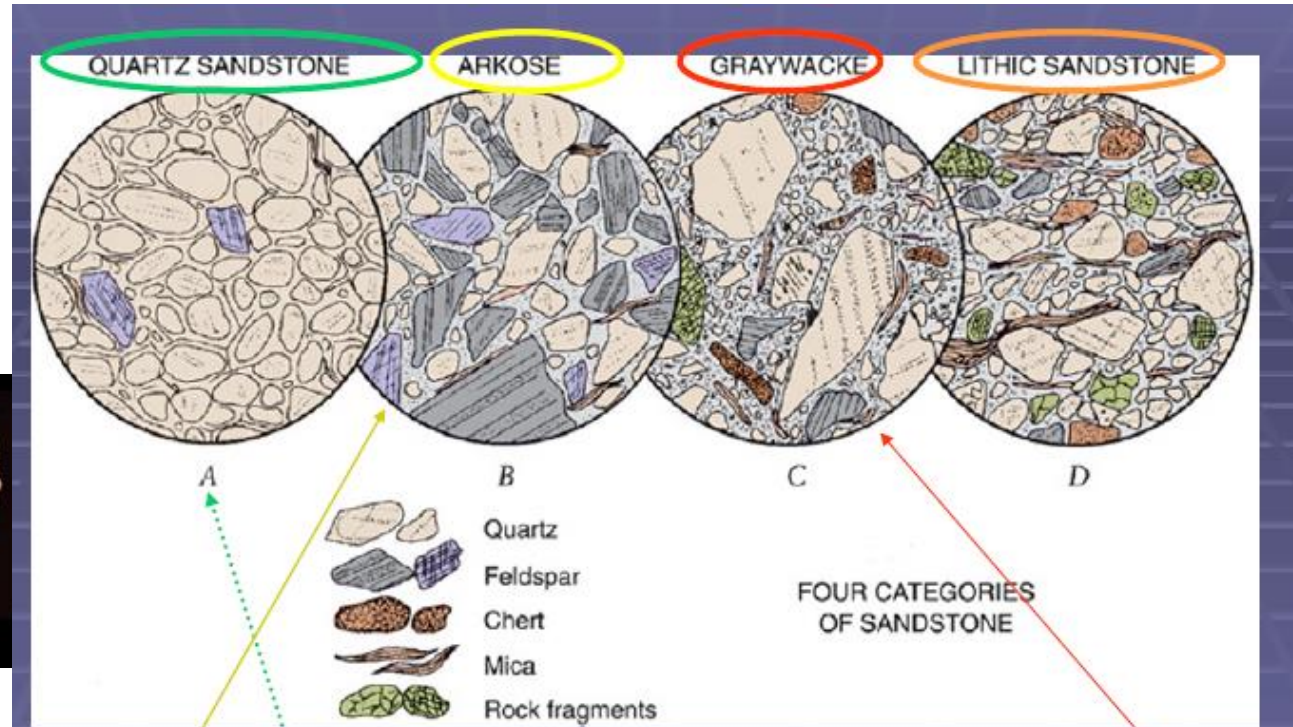 QUARTZ SANDSTONE ARKOSE GRAYWACKE LITHIC SANDSTONE
A B C D
Quartz
Feldspar
Chert
Mica
Rock fragments
FOUR CATEGORIES
OF SANDSTONE